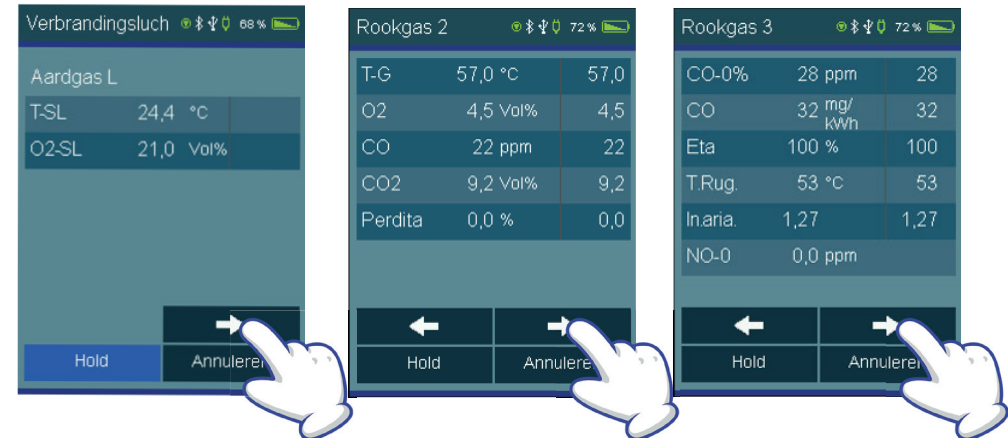 Verbrandingsluch 68 %
Aardgas L
T-SL 24,4 °C
O2-SL 21,0 Vol%
Hold Annuleren
Rookgas 2 72 %
T-G 57,0 °C 57,0
O2 4,5 Vol% 4,5
CO 22 ppm 22
CO2 9,2 Vol% 9,2
Perdita 0,0 % 0,0
Hold Annulere
Rookgas 3 72 %
CO-0% 28 ppm 28
CO 32 mg/
kWh 32
Eta 100 % 100
T.Rug. 53 °C 53
In.aria. 1,27 1,27
NO-0 0,0 ppm
Hold Annuleren